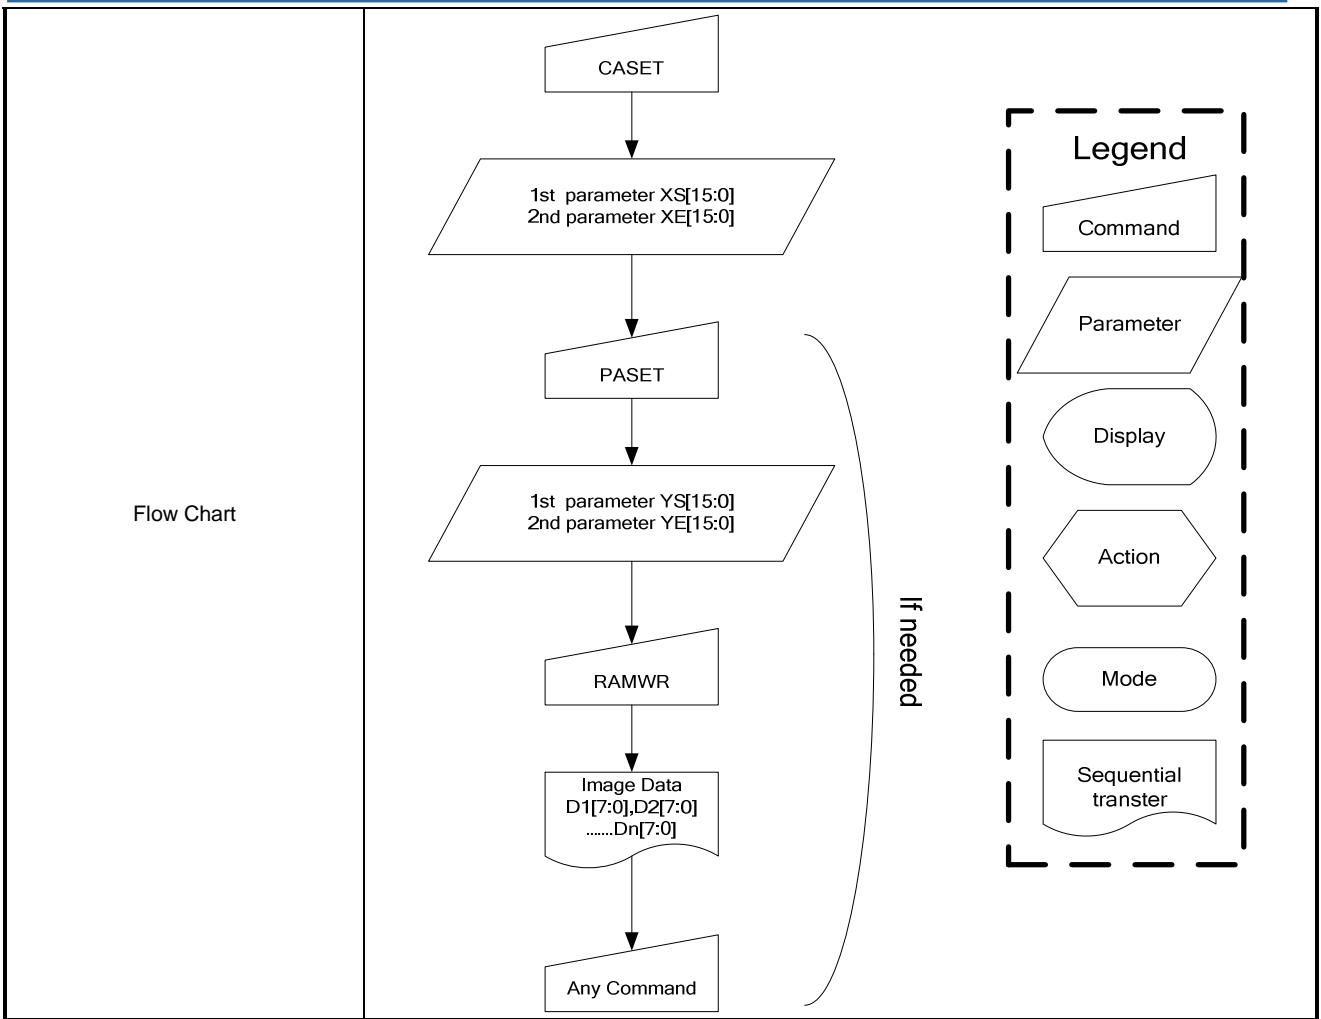 Flow Chart
CASET
1st parameter XS[15:0]
2nd parameter XE[15:0]
PASET
1st parameter YS[15:0]
2nd parameter YE[15:0]
RAMWR
Image Data
D1[7:0],D2[7:0]
.......Dn[7:0]
Any Command
If needed
Legend
Command
Parameter
Display
Action
Mode
Sequential
transter